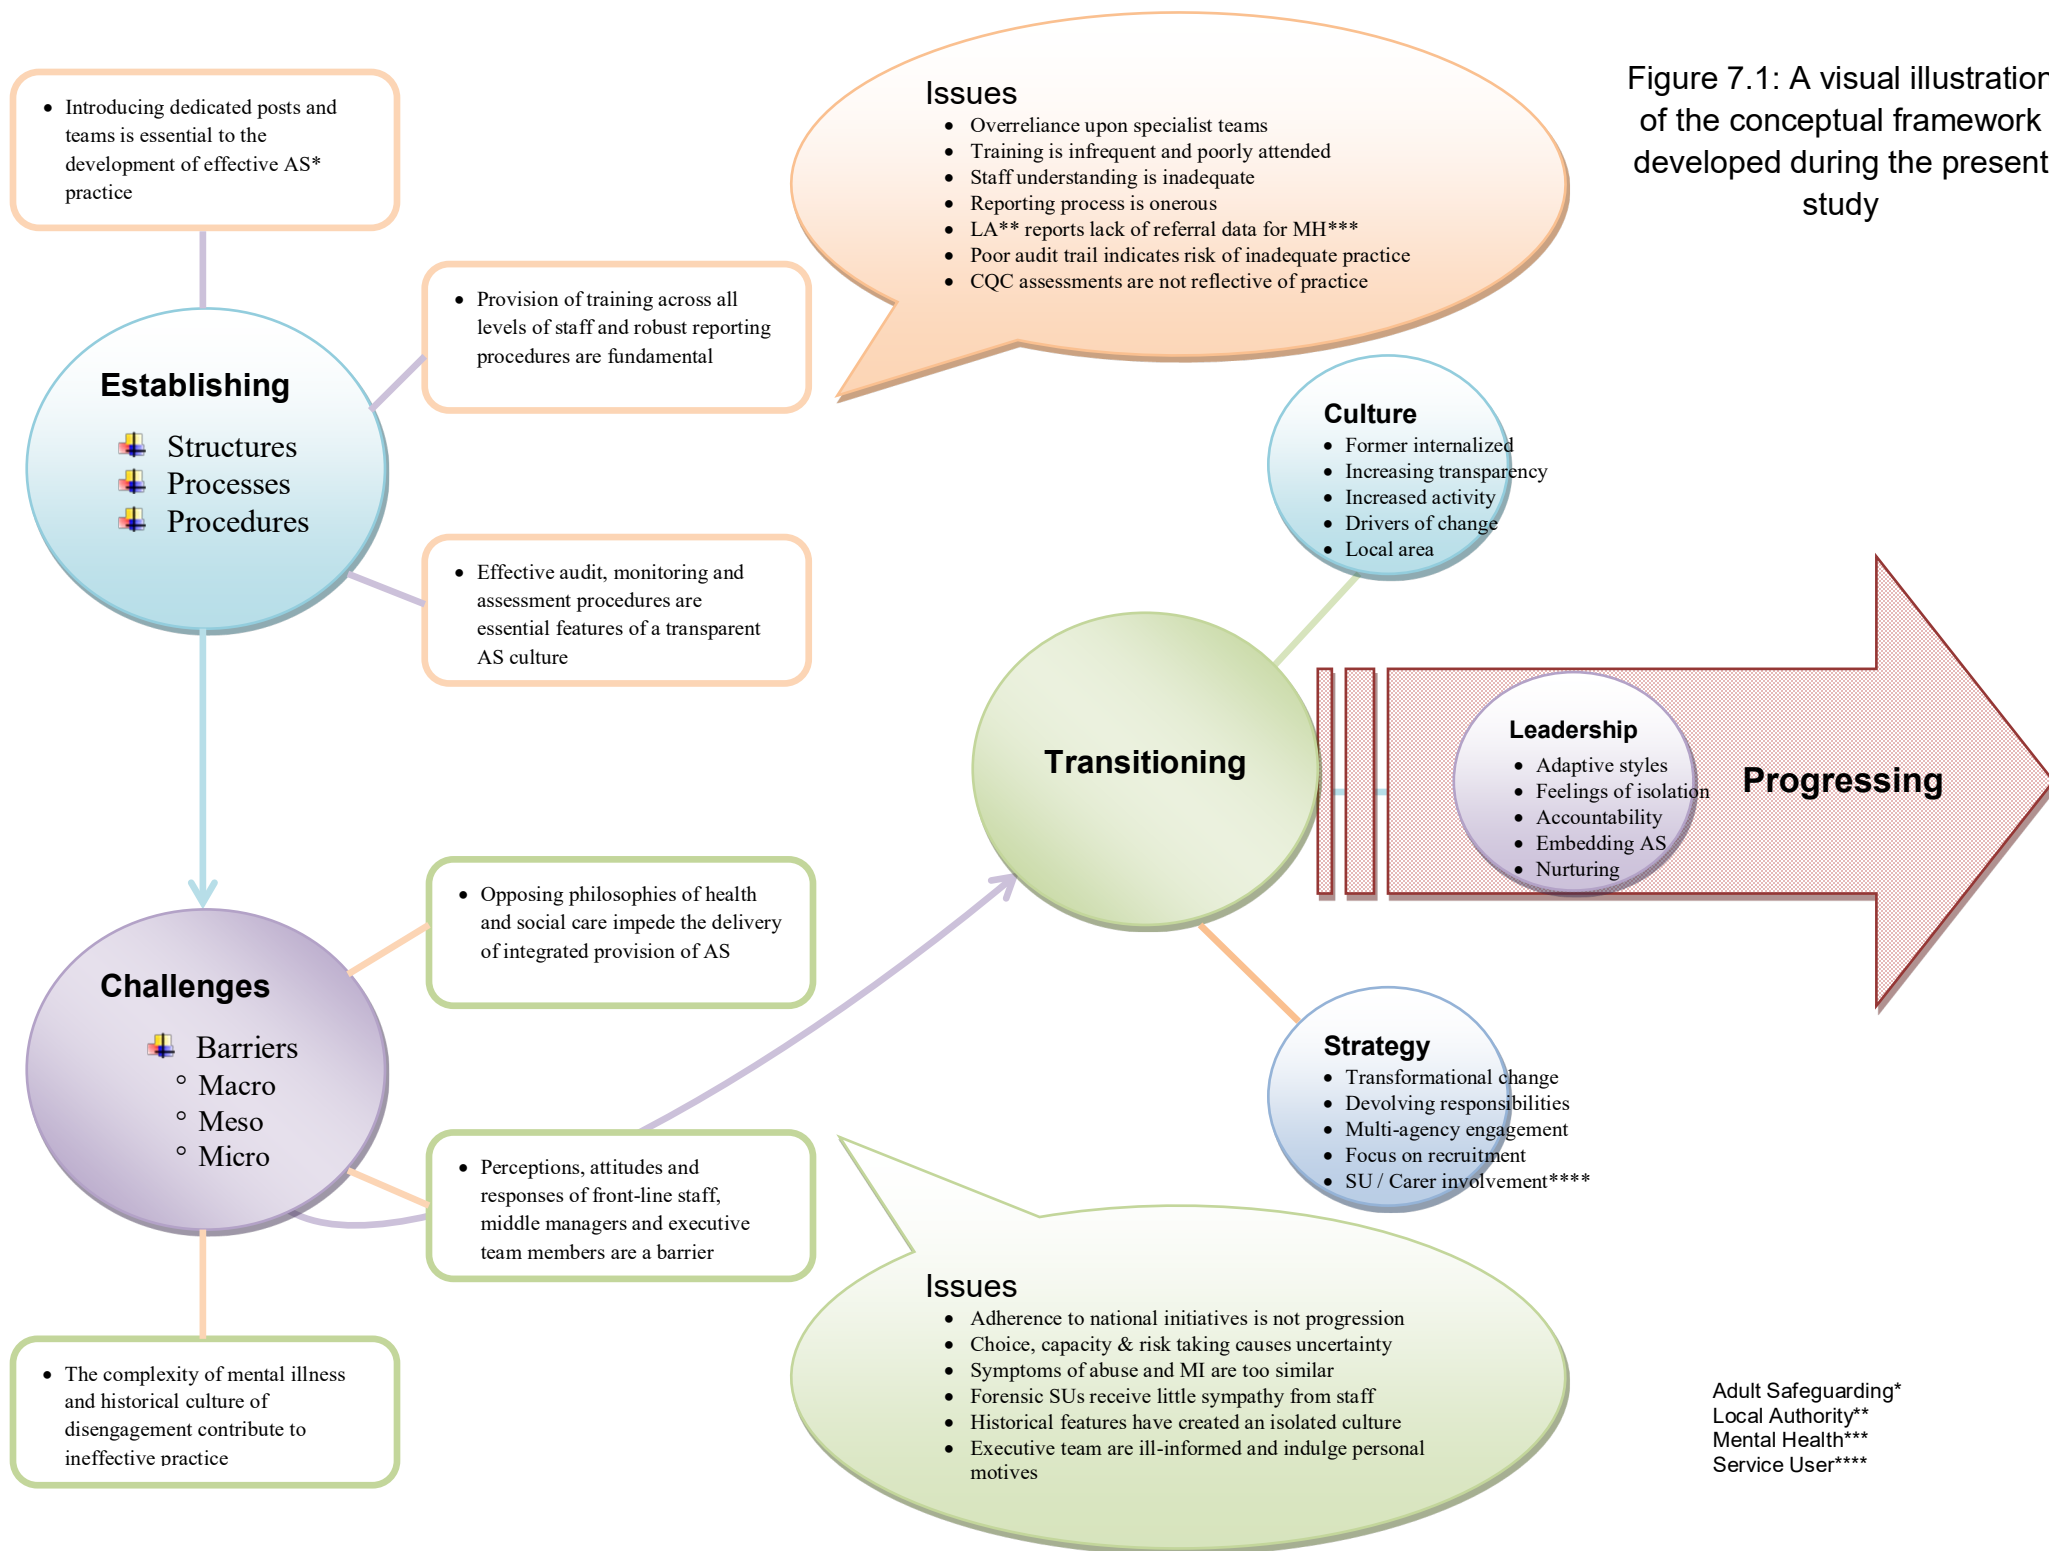 Figure 7.1: A visual illustration
of the conceptual framework
developed during the present
study
• Introducing dedicated posts and
teams is essential to the
development of effective AS*
practice
Issues
• Overreliance upon specialist teams
• Training is infrequent and poorly attended
• Staff understanding is inadequate
• Reporting process is onerous
• LA** reports lack of referral data for MH***
• Poor audit trail indicates risk of inadequate practice
• CQC assessments are not reflective of practice
• Provision of training across all
levels of staff and robust reporting
procedures are fundamental
Establishing
Structures
Processes
Procedures
• Effective audit, monitoring and
assessment procedures are
essential features of a transparent
AS culture
Culture
• Former internalized
• Increasing transparency
• Increased activity
• Drivers of change
• Local area
Transitioning
Leadership
• Adaptive styles
• Feelings of isolation
• Accountability
• Embedding AS
• Nurturing
Progressing
• Opposing philosophies of health
and social care impede the delivery
of integrated provision of AS
Challenges
Barriers
° Macro
° Meso
° Micro
• Perceptions, attitudes and
responses of front-line staff,
middle managers and executive
team members are a barrier
Strategy
• Transformational change
• Devolving responsibilities
• Multi-agency engagement
• Focus on recruitment
• SU / Carer involvement****
Issues
• Adherence to national initiatives is not progression
• Choice, capacity & risk taking causes uncertainty
• Symptoms of abuse and MI are too similar
• Forensic SUs receive little sympathy from staff
• Historical features have created an isolated culture
• Executive team are ill-informed and indulge personal
motives
• The complexity of mental illness
and historical culture of
disengagement contribute to
ineffective practice
Adult Safeguarding*
Local Authority**
Mental Health***
Service User****